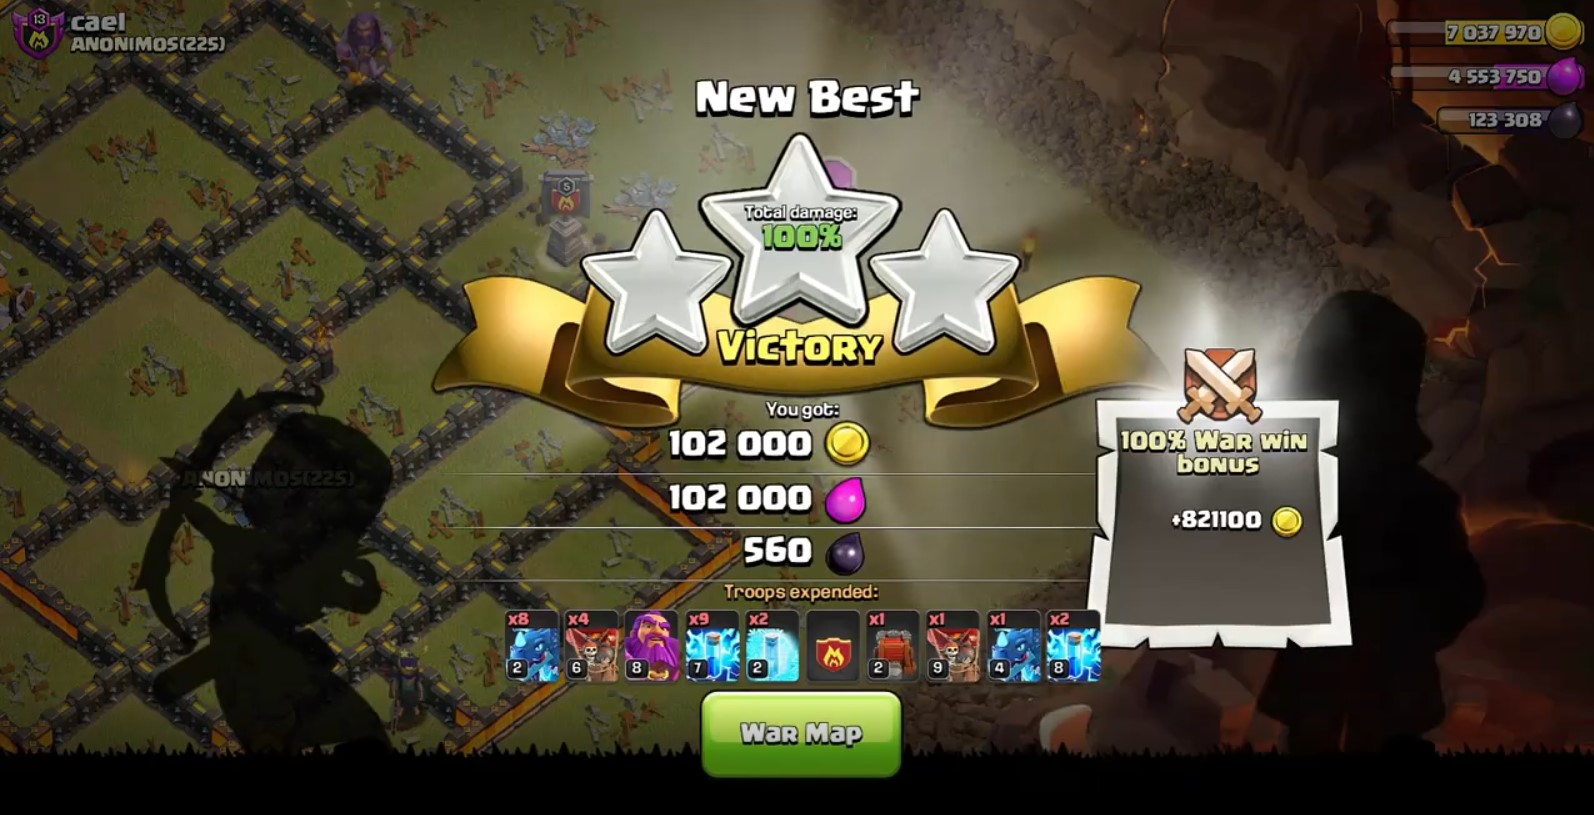 13
cael
ANONIMOS(225)
7 037 970
4 553 750
123 308
New Best
5
Total damage:
100%
Victory
You got:
102 000
102 000
560
ANONIMOS(225)
100% War win
bonus
+821100
Troops expended:
x8 x4 x9 x2 x1 x1 x1 x2
2 6 8 7 2 2 9 4 8
War Map